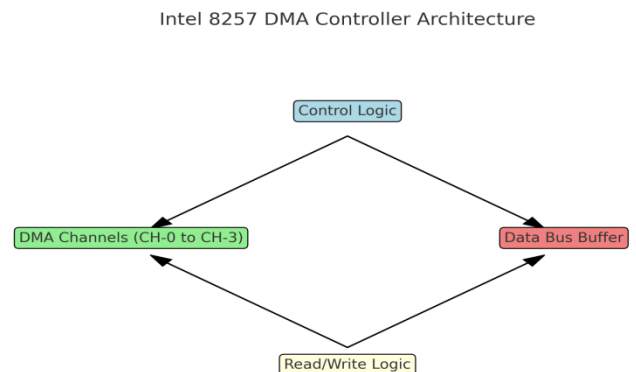 Intel 8257 DMA Controller Architecture
Control Logic
DMA Channels (CH-0 to CH-3)
Data Bus Buffer
Read/Write Logic